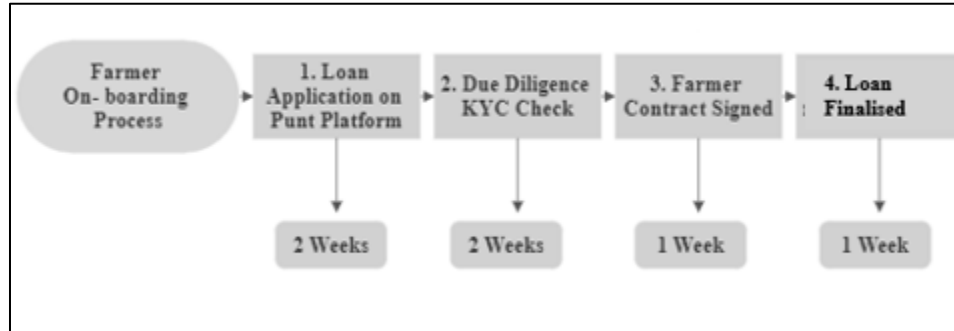 Farmer
On- boarding
Process
1. Loan
Application on
Punt Platform
2. Due Diligence
KYC Check
3. Farmer
Contract Signed
4. Loan
Finalised
2 Weeks
2 Weeks
1 Week
1 Week